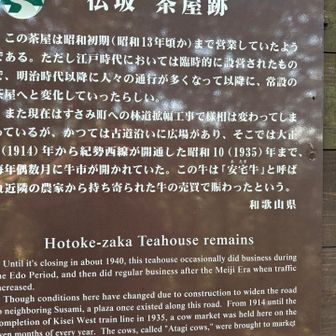 仏坂 茶屋跡
この茶屋は昭和初期(昭和13年頃か)まで営業していたよう
である。ただし江戸時代においては臨時的に設営されたもの
で、明治時代以降に人々の通行が多くなって以降に、常設の
茶屋へと変化していったらしい。
また現在はすさみ町への林道拡幅工事で様相は変わってしま
っているが、かつては古道沿いに広場があり、そこでは大正
(1914)年から紀勢西線が開通した昭和10(1935)年まで、
毎年偶数月に牛市が開かれていた。この牛は「安宅牛」と呼ば
近隣の農家から持ち寄られた牛の売買で賑わったという。
和歌山県
Hotoke-zaka Teahouse remains
Until it's closing in about 1940, this teahouse occasionally did business during
he Edo Period, and then did regular business after the Meiji Era when traffic
increased.
Though conditions here have changed due to construction to widen the road
o neighboring Susami, a plaza once existed along this road. From 1914 until the
completion of Kisei West train line in 1935, a cow market was held here on the
even months of every year. The cows, called "Atagi cows," were brought to market